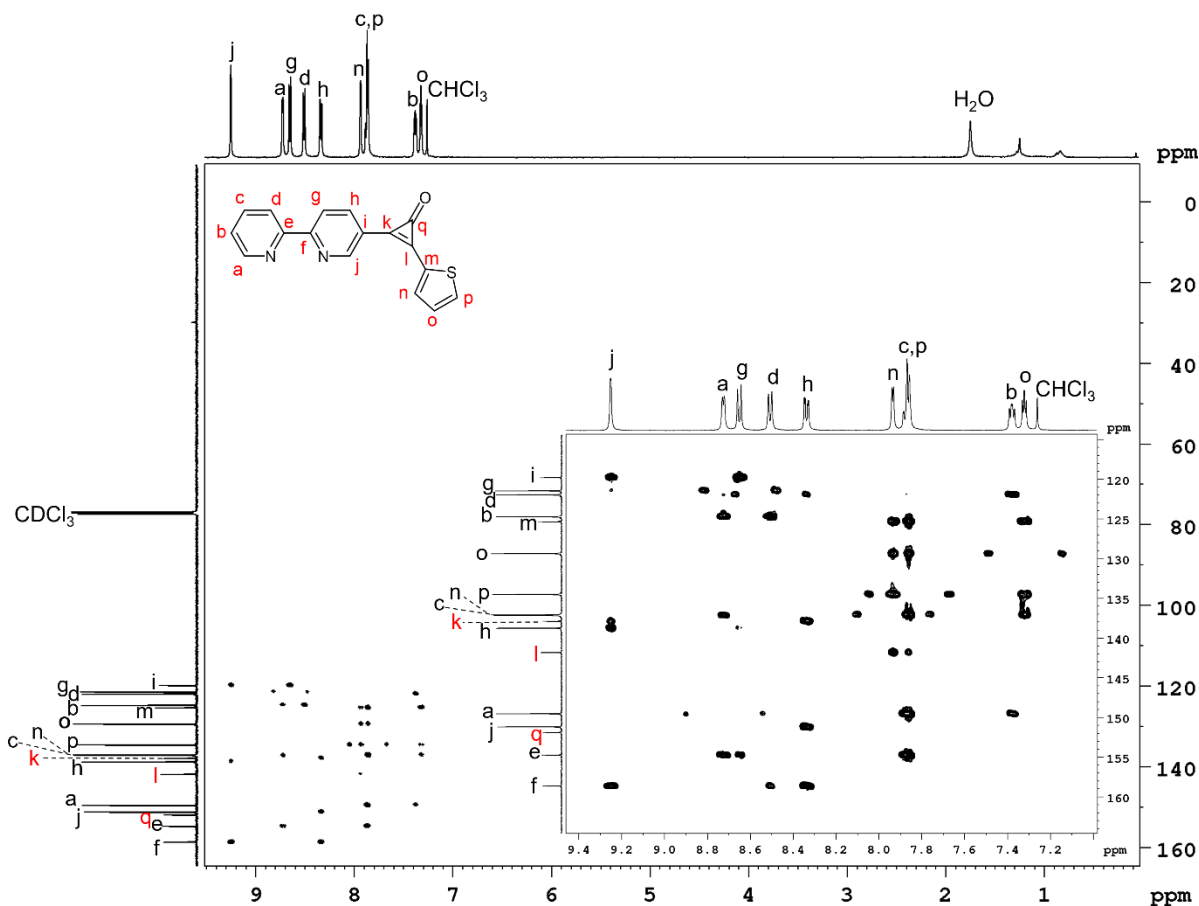 c,p
j
g
a
d
h
n
b
o
CHCl3
H2O
ppm
c
d
g
h
O
b
e
i
k
q
f
l
a
N
N
j
m
S
n
p
o
0
20
40
60
80
100
120
140
160
CDCl3
c,p
j
g
a
d
h
n
b
o
CHCl3
ppm
ppm
i
g
d
b
m
o
n
p
c
k
h
l
a
j
q
e
f
120
125
130
135
140
145
150
155
160
9.4 9.2 9.0 8.8 8.6 8.4 8.2 8.0 7.8 7.6 7.4 7.2 ppm
i
g
d
b
m
o
n
p
c
k
h
l
a
j
q
e
f
9 8 7 6 5 4 3 2 1 ppm